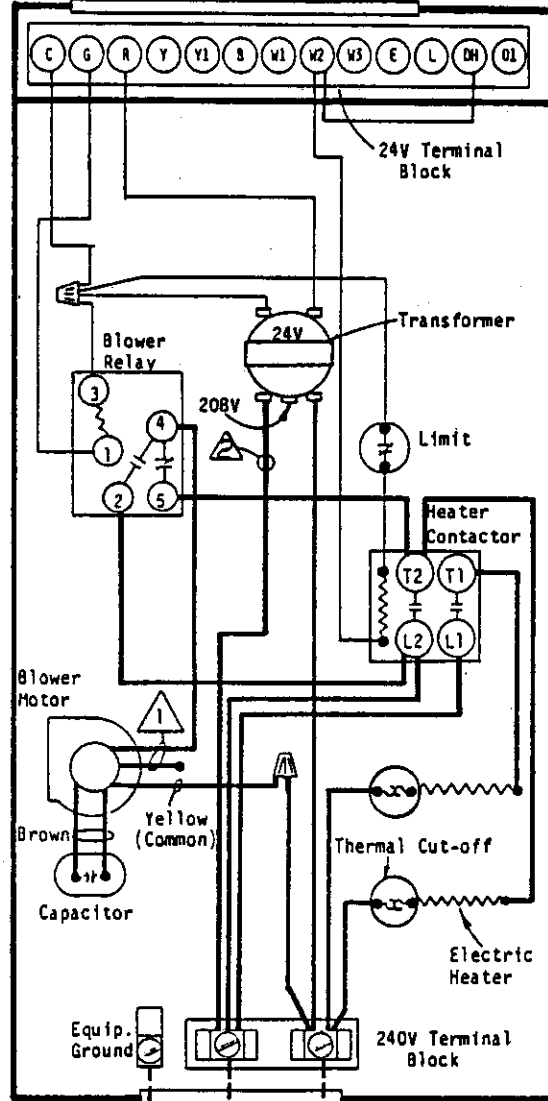 C G R Y Y1 B W1 W2 W3 E L DH O1
24V Terminal
Block
24V
Transformer
Blower
Relay
208V
3
4
1
2
5
2
Limit
Heater
Contactor
T2 T1
L2 L1
Blower
Motor
1
Yellow
(Common)
Brown
Thermal Cut-off
Capacitor
Electric
Heater
Equip.
Ground
240V Terminal
Block